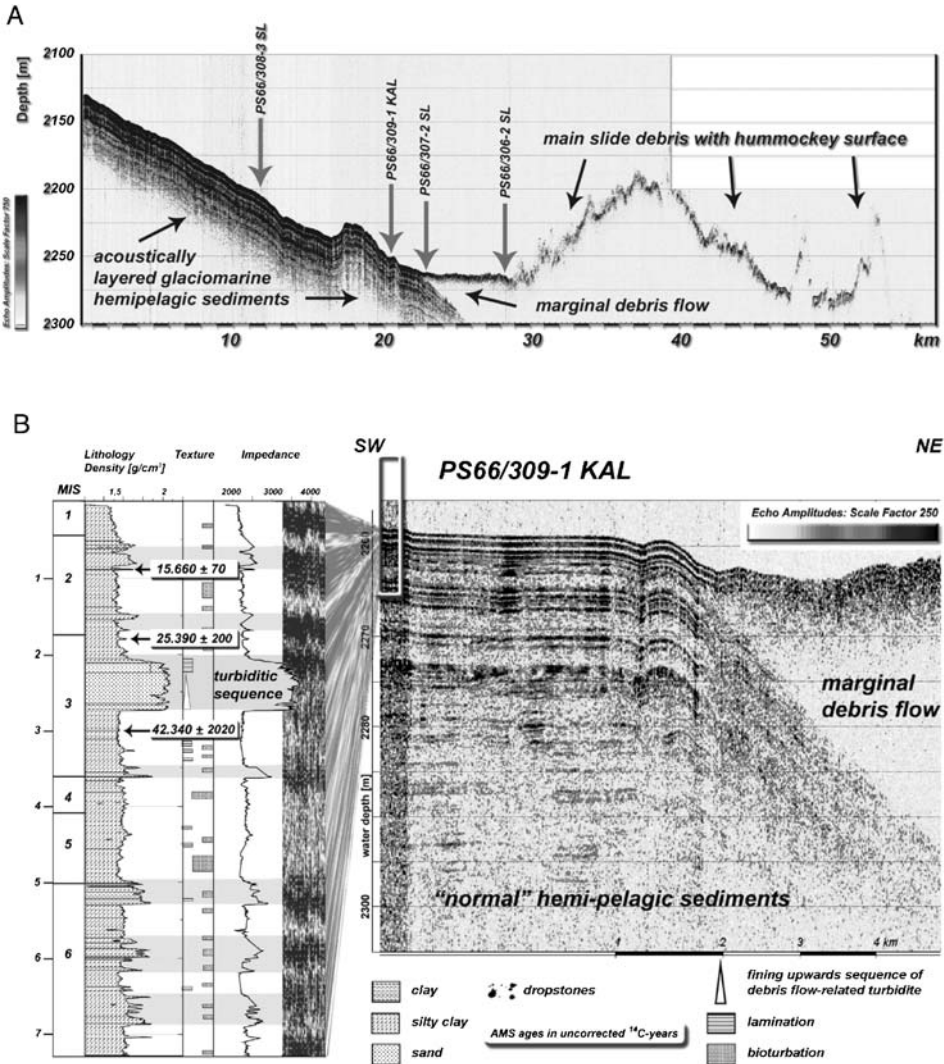 A
Depth [m]
2100
2150
2200
2250
2300
Echo Amplitudes: Scale Factor 750
PS66/308-3 SL
PS66/309-1 KAL
PS66/307-2 SL
PS66/306-2 SL
main slide debris with hummockey surface
acoustically
layered glaciomarine
hemipelagic sediments
marginal debris flow
10
20
30
40
50
km
B
Lithology
Density [g/cm³]
Texture
Impedance
MIS
1,5
2
2000
3000
4000
1
2
3
4
5
6
1
2
3
4
5
6
7
15.660 ± 70
25.390 ± 200
turbiditic
sequence
42.340 ± 2020
SW
NE
PS66/309-1 KAL
Echo Amplitudes: Scale Factor 250
2260
2270
2280
water depth [m]
2300
marginal
debris flow
"normal" hemi-pelagic sediments
1
2
3
4 km
clay
silty clay
sand
dropstones
AMS ages in uncorrected ¹⁴C-years
fining upwards sequence of
debris flow-related turbidite
lamination
bioturbation